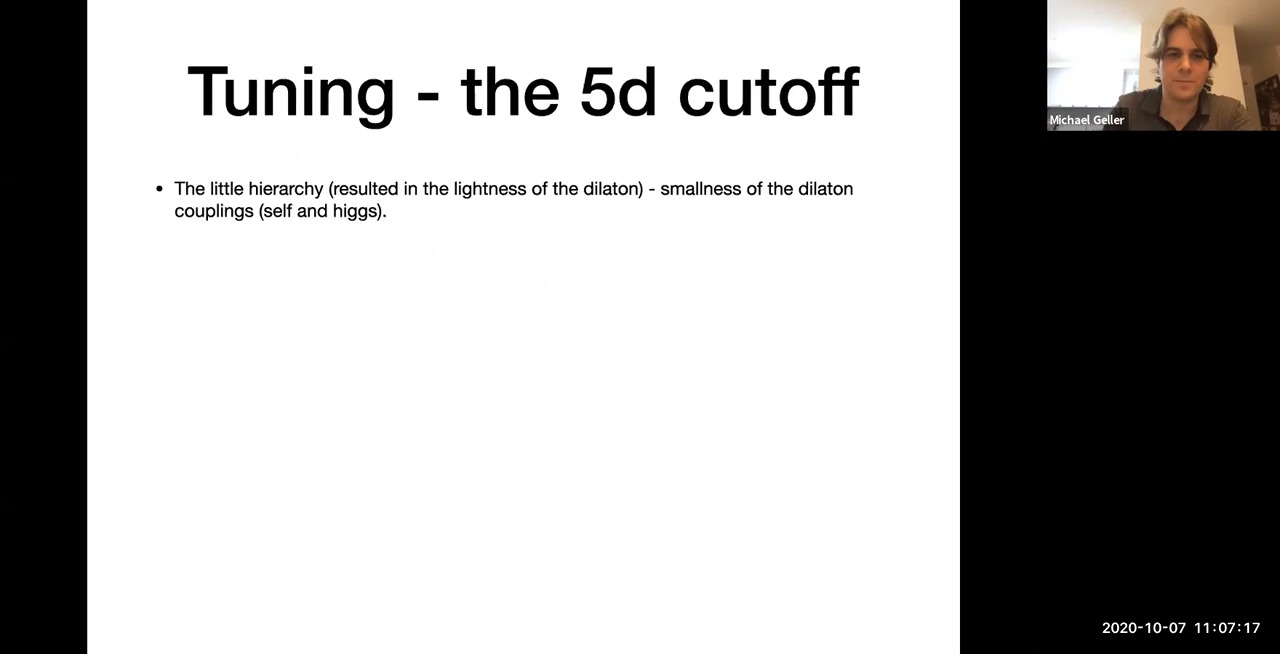 Tuning - the 5d cutoff
• The little hierarchy (resulted in the lightness of the dilaton) - smallness of the dilaton
couplings (self and higgs).
Michael Geller
2020-10-07 11:07:17